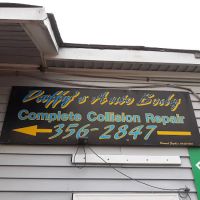 Duffy's Auto Body
Complete Collision Repair
356-2847